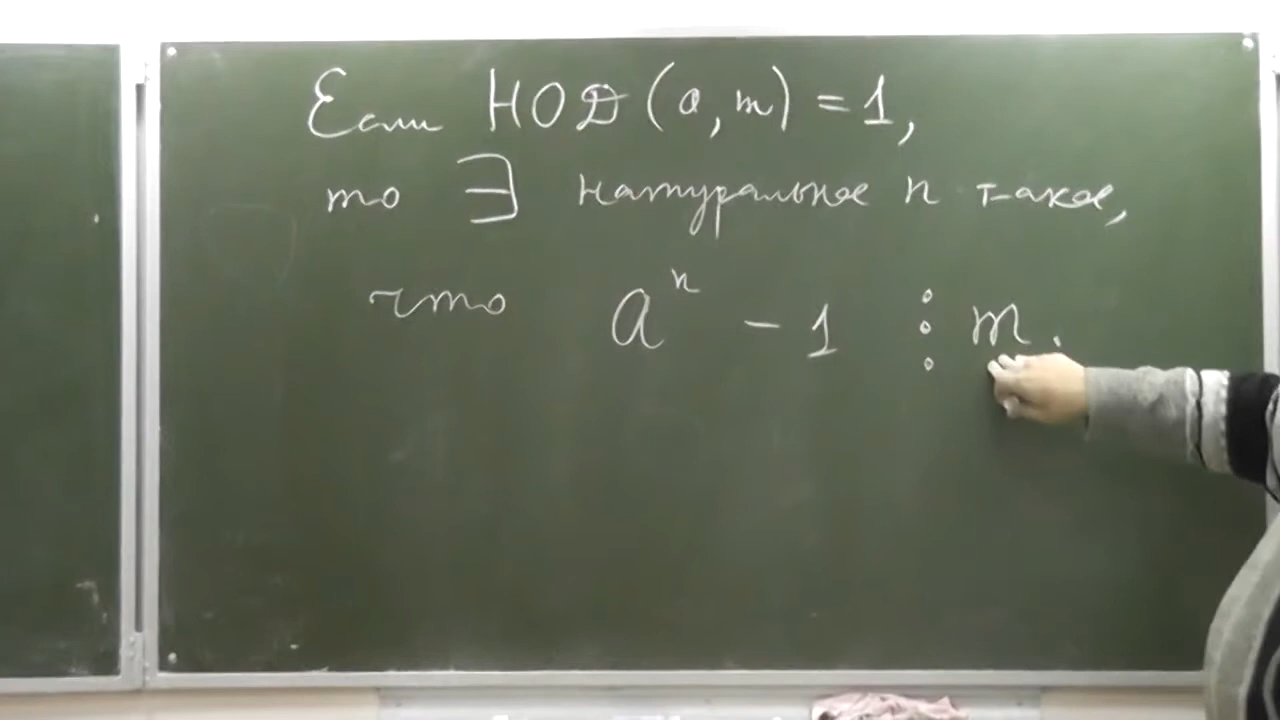 Если НОД (a, m) = 1,
то ∃ натуральное n такое,
что aⁿ - 1 ⋮ m.